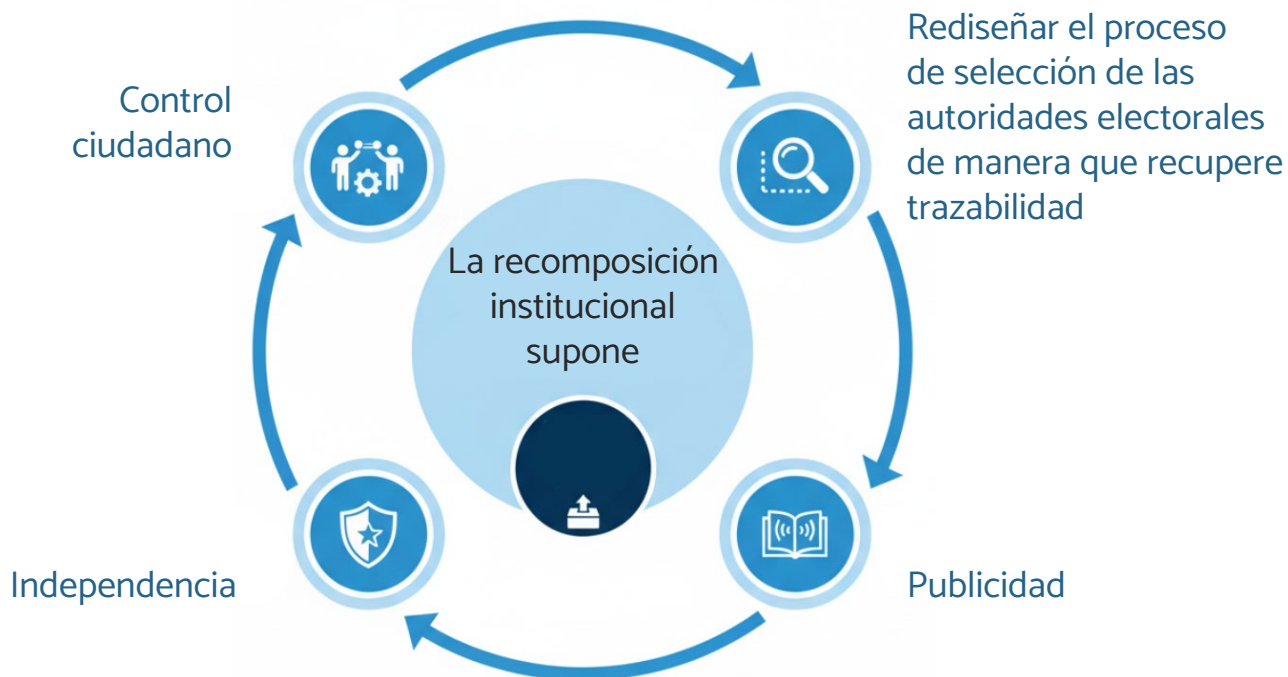 Control
ciudadano
Rediseñar el proceso
de selección de las
autoridades electorales
de manera que recupere
trazabilidad
La recomposición
institucional
supone
Independencia
Publicidad